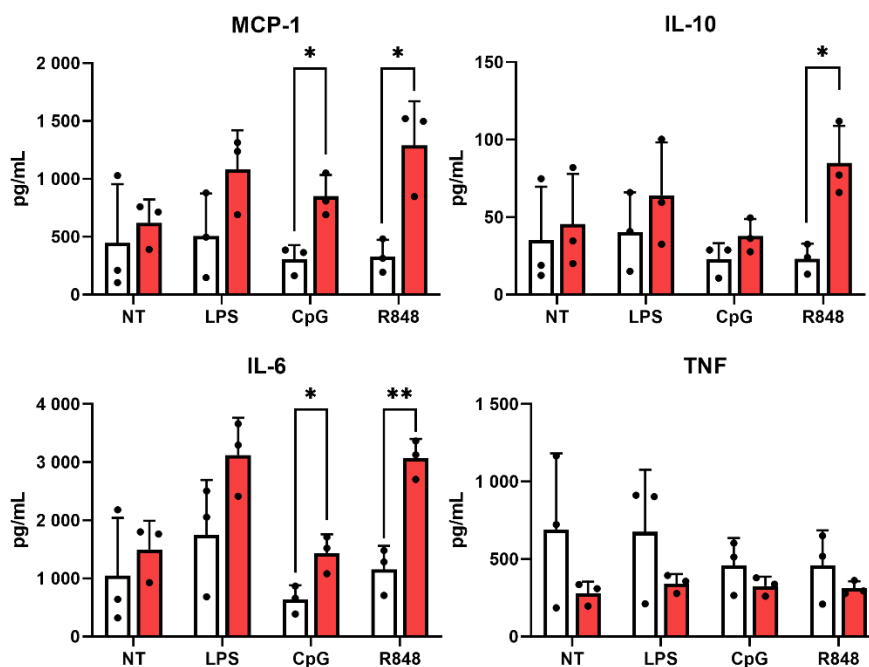 MCP-1
pg/mL
2 000
1 500
1 000
500
0
* *
NT LPS CpG R848
IL-10
pg/mL
150
100
50
0
*
NT LPS CpG R848
IL-6
pg/mL
4 000
3 000
2 000
1 000
0
* **
NT LPS CpG R848
TNF
pg/mL
1 500
1 000
500
0
NT LPS CpG R848